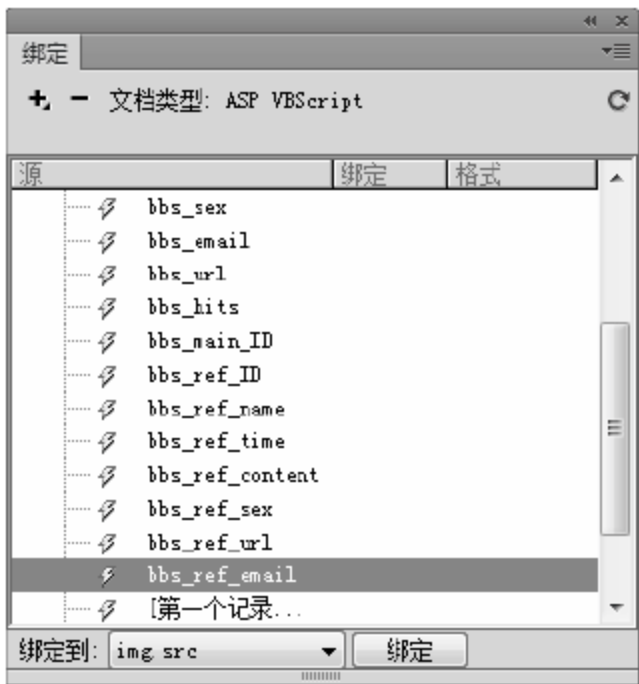 绑定
文档类型: ASP VBScript
源 绑定 格式
bbs_sex
bbs_email
bbs_url
bbs_hits
bbs_main_ID
bbs_ref_ID
bbs_ref_name
bbs_ref_time
bbs_ref_content
bbs_ref_sex
bbs_ref_url
bbs_ref_email
[第一个记录...
绑定到: img src 绑定